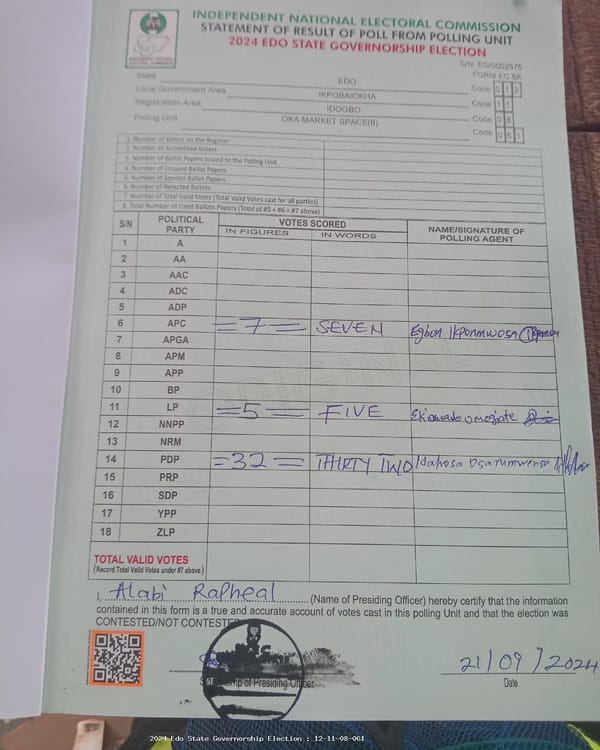 INDEPENDENT NATIONAL ELECTORAL COMMISSION
STATEMENT OF RESULT OF POLL FROM POLLING UNIT
2024 EDO STATE GOVERNORSHIP ELECTION
FORM EC 8A
State EDO Code 0 1 2
Local Government Area IKPOBA/OKHA Code 1 1
Registration Area IDOGBO Code 0 8
Polling Unit OKA MARKET SPACE(II) Code 0 6 1
1. Number of Voters on the Register
2. Number of Accredited Voters
3. Number of Ballot Papers Issued to the Polling Unit
4. Number of Unused Ballot Papers
5. Number of Spoiled Ballot Papers
6. Number of Rejected Ballots
7. Number of Total Valid Votes (Total Valid Votes cast for all parties)
8. Total Number of Used Ballots Papers (Total of #5 + #6 + #7 above)
S/N POLITICAL PARTY VOTES SCORED NAME/SIGNATURE OF POLLING AGENT
IN FIGURES IN WORDS
1 A
2 AA
3 AAC
4 ADC
5 ADP
6 APC =7= SEVEN Egbon Ikponmwosa
7 APGA
8 APM
9 APP
10 BP
11 LP =5= FIVE
12 NNPP
13 NRM
14 PDP =32= THIRTY TWO Idahosa Osarumwense
15 PRP
16 SDP
17 YPP
18 ZLP
TOTAL VALID VOTES
(Record Total Valid Votes under #7 above)
I, Alabi Rapheal (Name of Presiding Officer) hereby certify that the information
contained in this form is a true and accurate account of votes cast in this polling Unit and that the election was
CONTESTED/NOT CONTESTED
21/09/2024
of Presiding Officer Date
2024 Edo State Governorship Election : 12-11-08-061